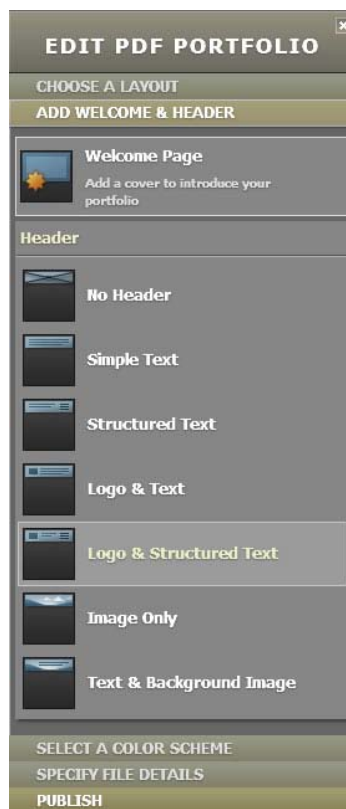 EDIT PDF PORTFOLIO
CHOOSE A LAYOUT
ADD WELCOME & HEADER
Welcome Page
Add a cover to introduce your
portfolio
Header
No Header
Simple Text
Structured Text
Logo & Text
Logo & Structured Text
Image Only
Text & Background Image
SELECT A COLOR SCHEME
SPECIFY FILE DETAILS
PUBLISH